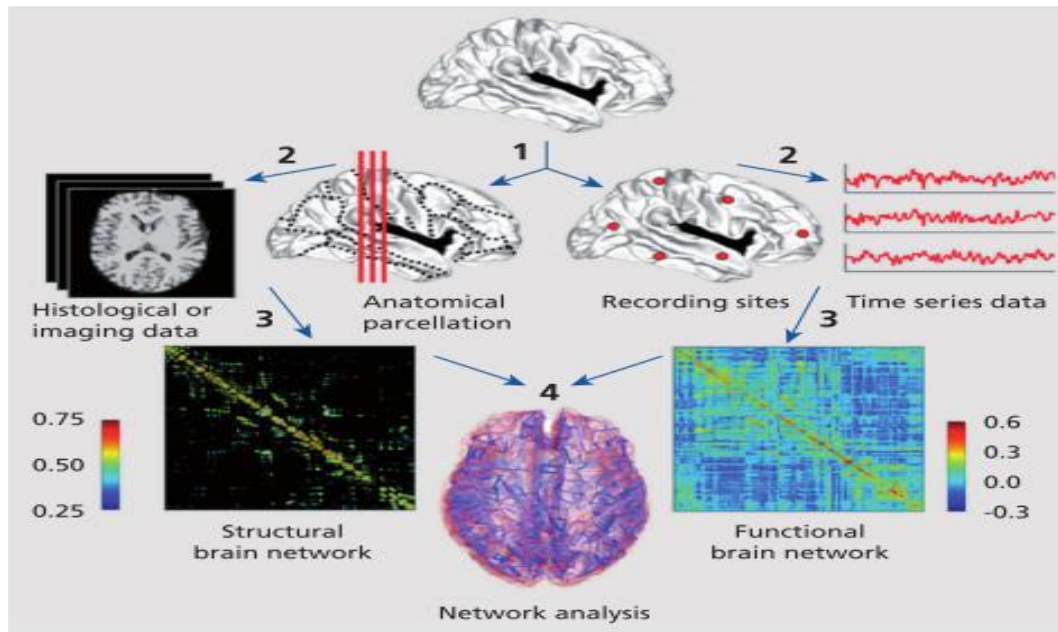 1
2
2
Histological or
imaging data
Anatomical
parcellation
Recording sites
Time series data
3
3
4
0.75
0.50
0.25
0.6
0.3
0.0
-0.3
Structural
brain network
Functional
brain network
Network analysis